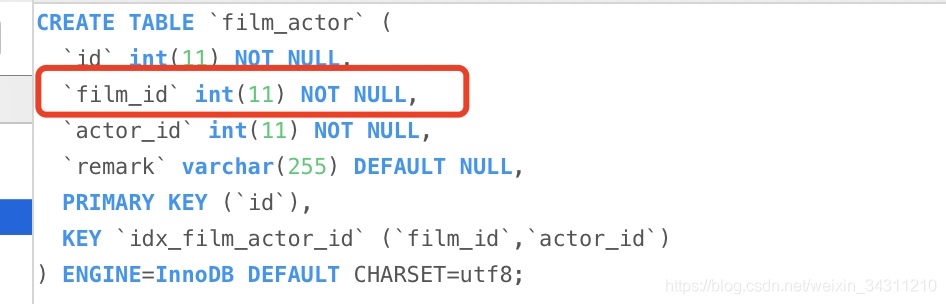 CREATE TABLE `film_actor` (
`id` int(11) NOT NULL,
`film_id` int(11) NOT NULL,
`actor_id` int(11) NOT NULL,
`remark` varchar(255) DEFAULT NULL,
PRIMARY KEY (`id`),
KEY `idx_film_actor_id` (`film_id`,`actor_id`)
) ENGINE=InnoDB DEFAULT CHARSET=utf8;
https://blog.csdn.net/weixin_34311210